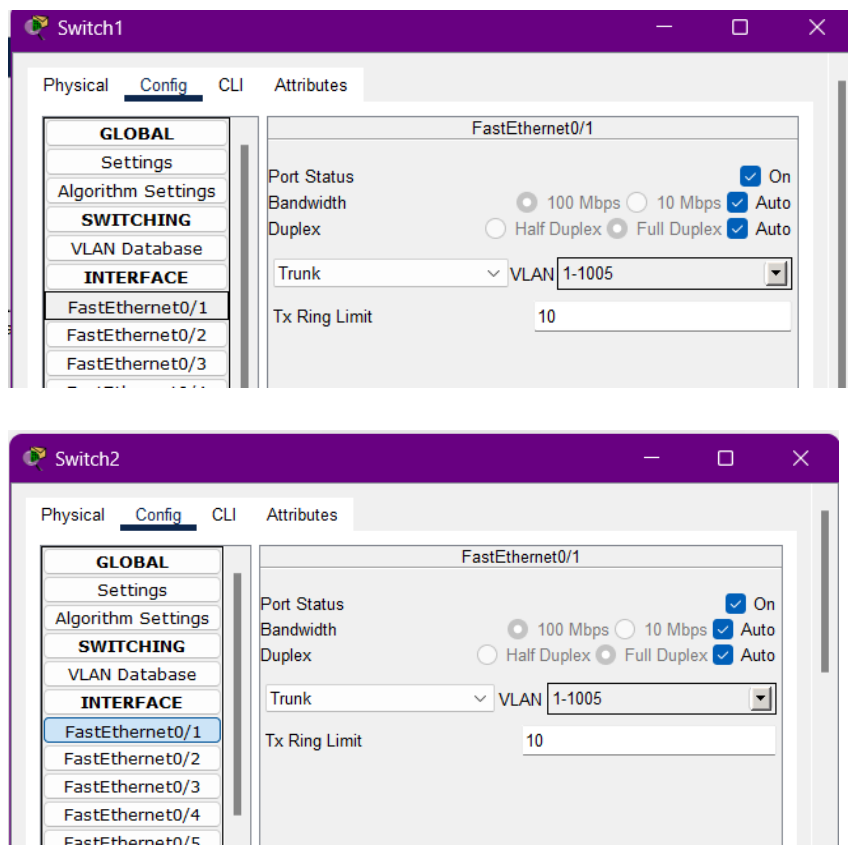 Switch1
Physical Config CLI Attributes
GLOBAL
Settings
Algorithm Settings
SWITCHING
VLAN Database
INTERFACE
FastEthernet0/1
FastEthernet0/2
FastEthernet0/3
FastEthernet0/1
Port Status On
Bandwidth 100 Mbps 10 Mbps Auto
Duplex Half Duplex Full Duplex Auto
Trunk VLAN 1-1005
Tx Ring Limit 10
Switch2
Physical Config CLI Attributes
GLOBAL
Settings
Algorithm Settings
SWITCHING
VLAN Database
INTERFACE
FastEthernet0/1
FastEthernet0/2
FastEthernet0/3
FastEthernet0/4
FastEthernet0/5
FastEthernet0/1
Port Status On
Bandwidth 100 Mbps 10 Mbps Auto
Duplex Half Duplex Full Duplex Auto
Trunk VLAN 1-1005
Tx Ring Limit 10